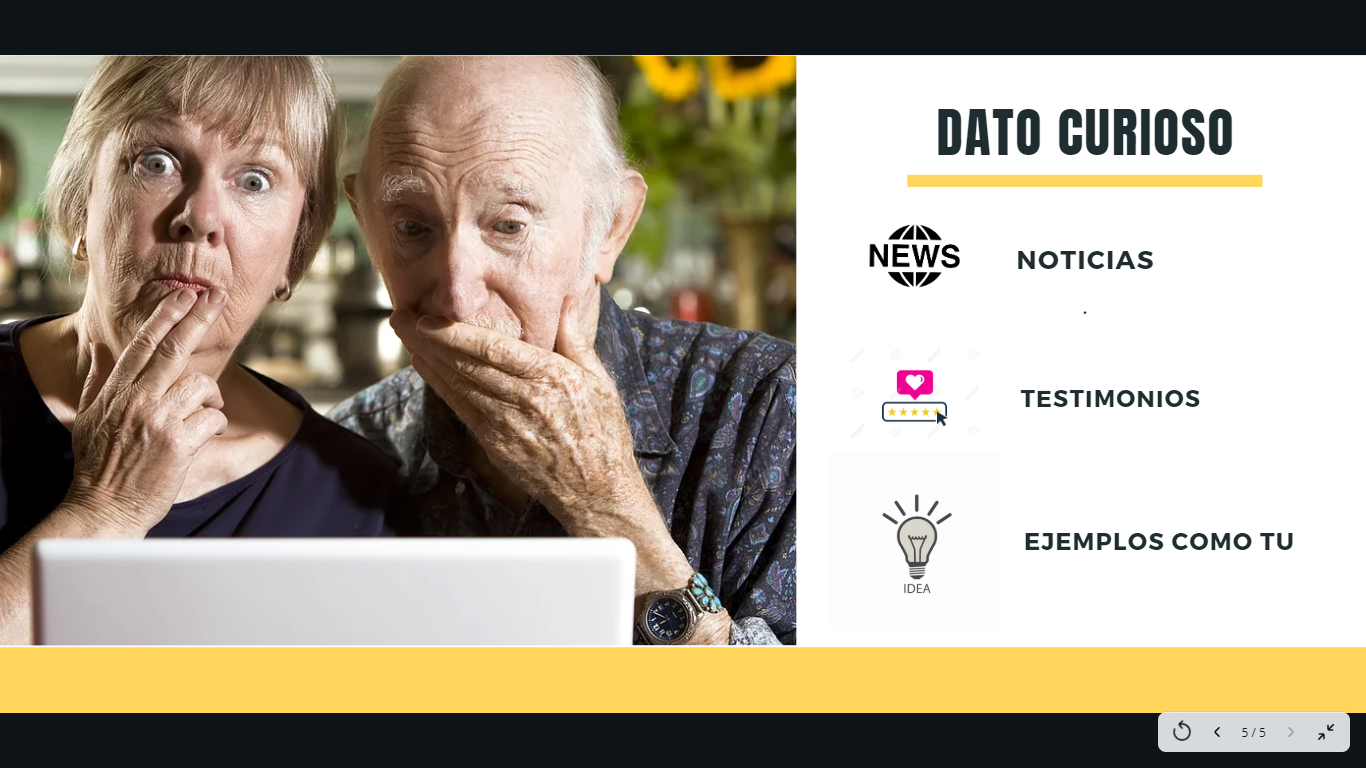 DATO CURIOSO
NEWS
NOTICIAS
.
TESTIMONIOS
IDEA
EJEMPLOS COMO TU
5 / 5